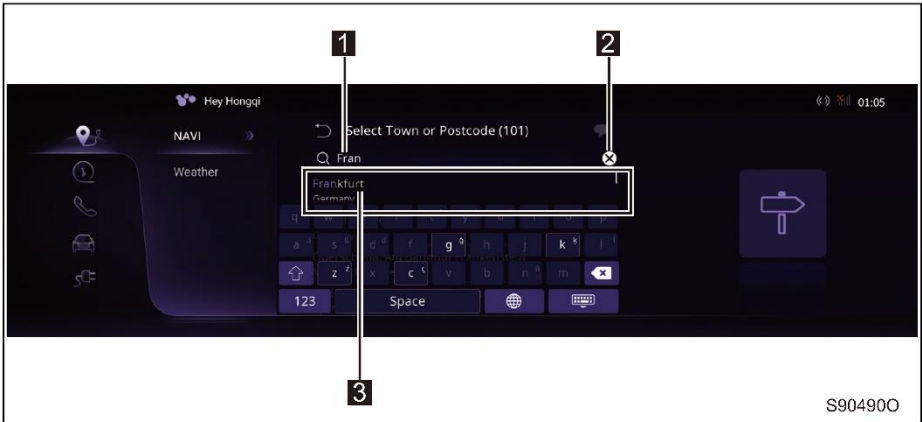 1 2
Hey Hongqi
01:05
NAVI
Select Town or Postcode (101)
Fran
Weather
Frankfurt
Germany
q w r t y u i o p
a s d f g h j k l
z x c v b n m
123 Space
3
S90490O